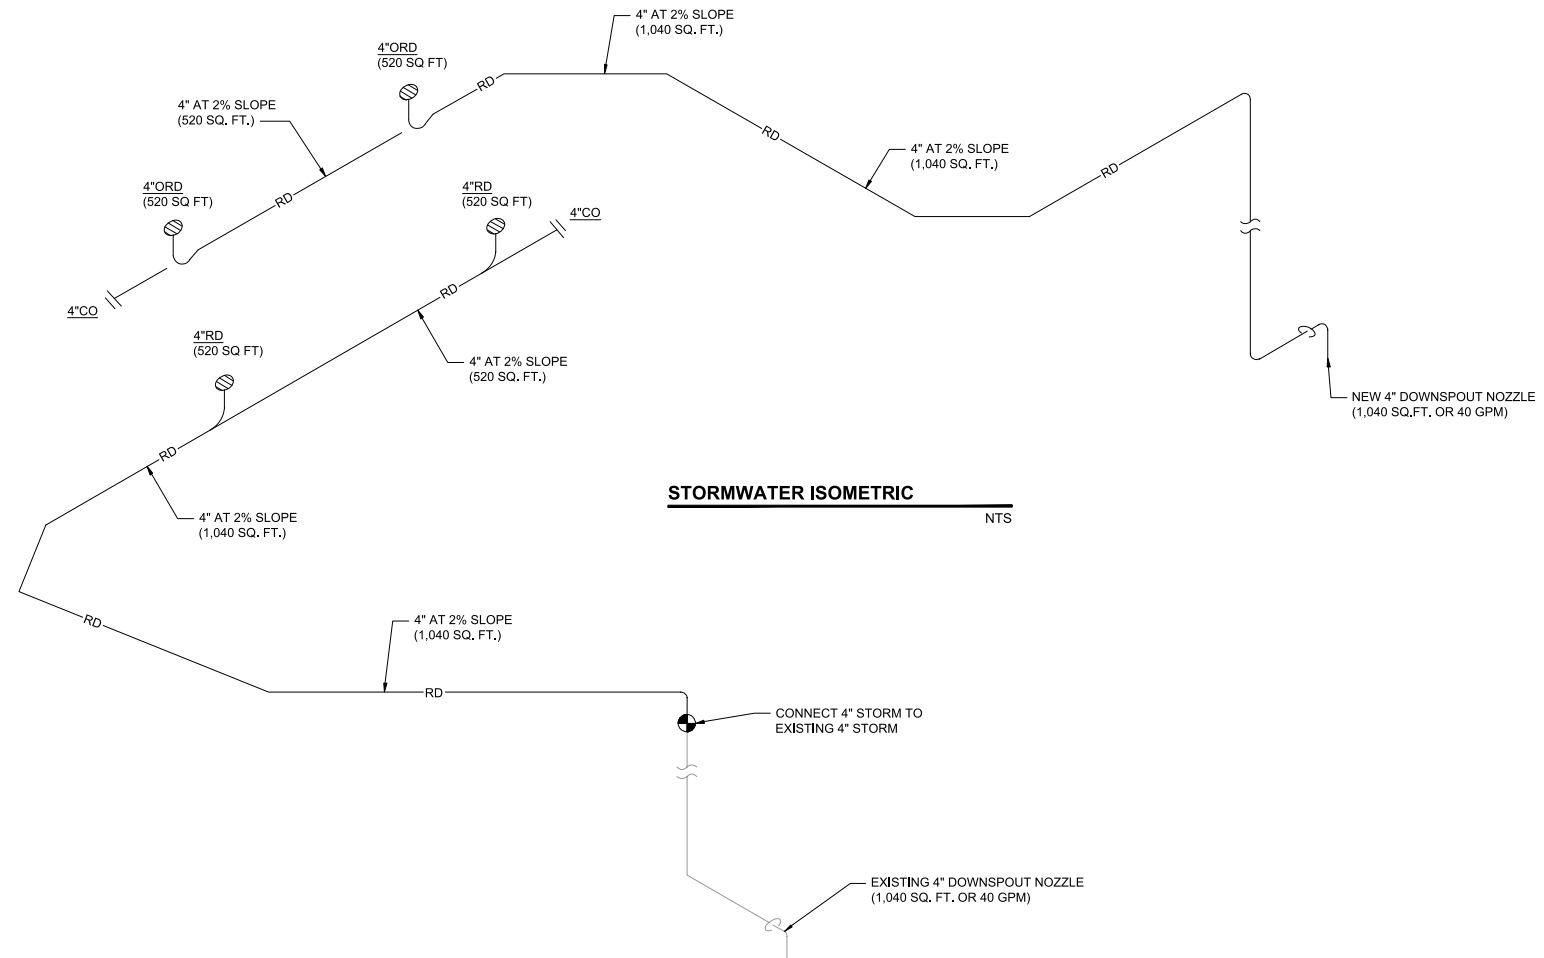 4" AT 2% SLOPE
(1,040 SQ. FT.)
4"ORD
(520 SQ FT)
RD
4" AT 2% SLOPE
(520 SQ. FT.)
RD
4" AT 2% SLOPE
(1,040 SQ. FT.)
RD
4"ORD
(520 SQ FT)
RD
4"RD
(520 SQ FT)
4"CO
4"CO
RD
4"RD
(520 SQ FT)
4" AT 2% SLOPE
(520 SQ. FT.)
NEW 4" DOWNSPOUT NOZZLE
(1,040 SQ.FT. OR 40 GPM)
RD
STORMWATER ISOMETRIC
NTS
4" AT 2% SLOPE
(1,040 SQ. FT.)
RD
4" AT 2% SLOPE
(1,040 SQ. FT.)
RD
CONNECT 4" STORM TO
EXISTING 4" STORM
EXISTING 4" DOWNSPOUT NOZZLE
(1,040 SQ. FT. OR 40 GPM)